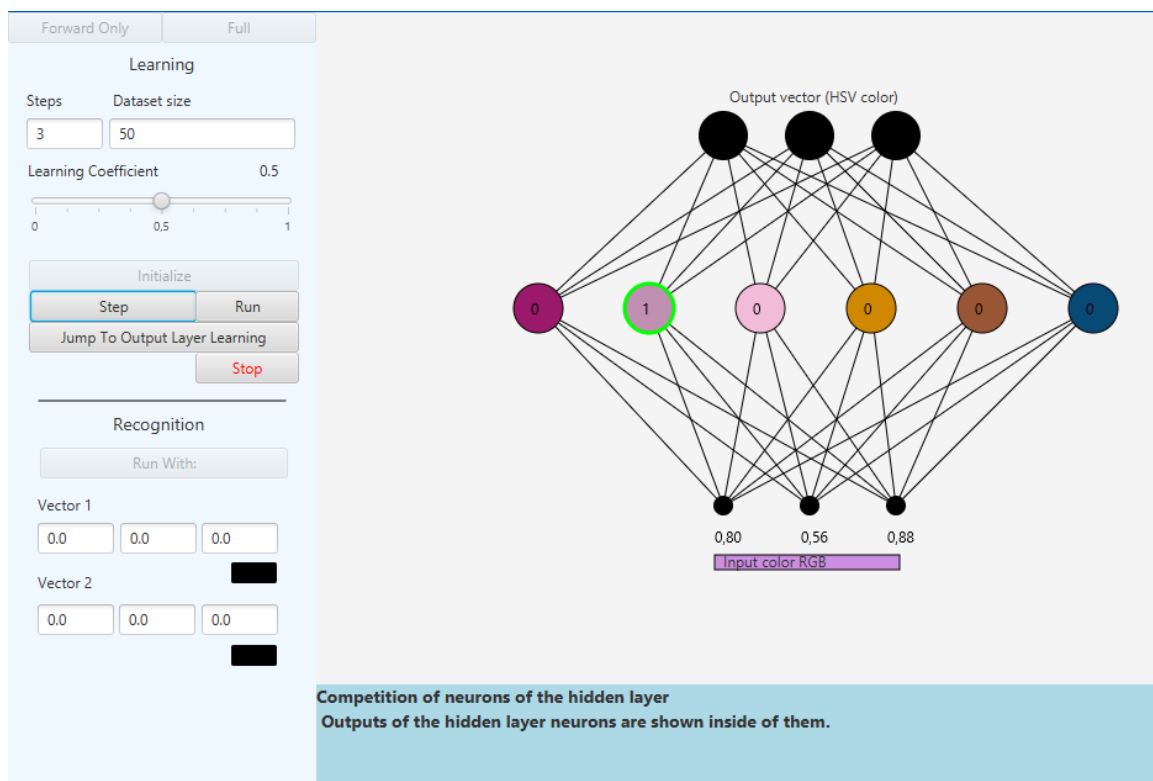 Forward Only Full
Learning
Steps Dataset size
3 50
Learning Coefficient 0.5
0 0,5 1
Initialize
Step Run
Jump To Output Layer Learning
Stop
Recognition
Run With:
Vector 1
0.0 0.0 0.0
Vector 2
0.0 0.0 0.0
Output vector (HSV color)
0 1 0 0 0 0
0,80 0,56 0,88
Input color RGB
Competition of neurons of the hidden layer
Outputs of the hidden layer neurons are shown inside of them.